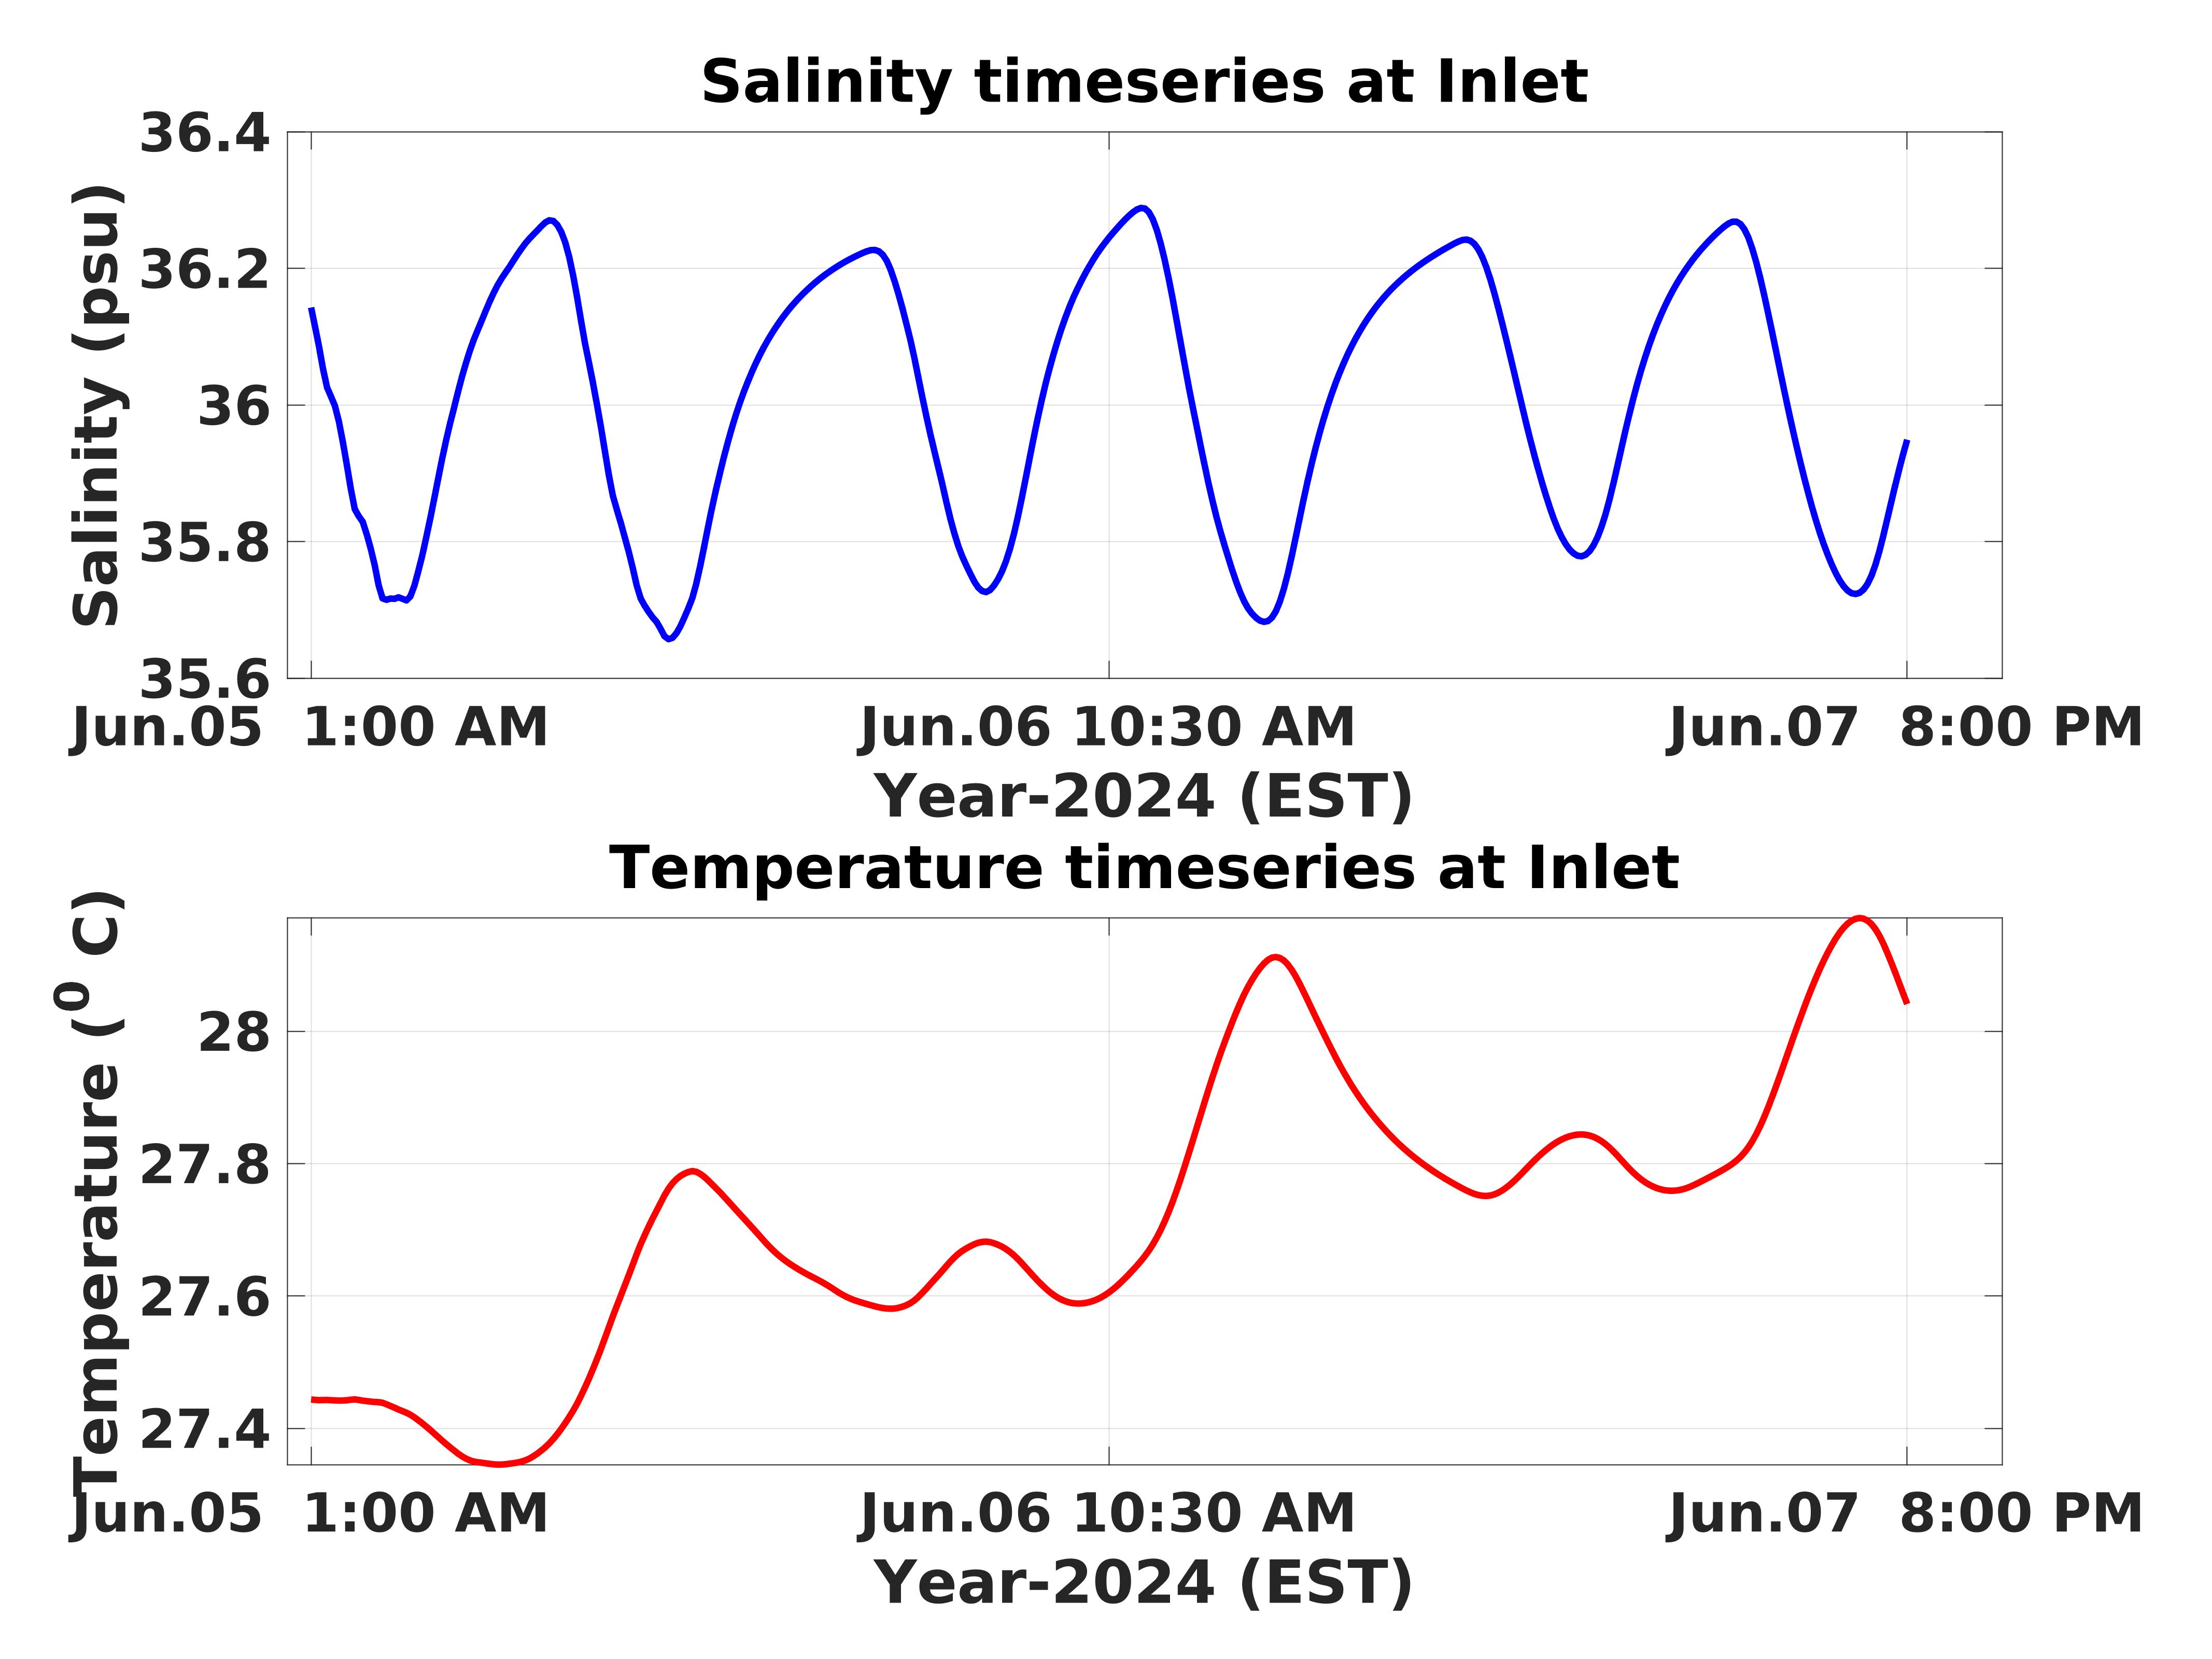 Salinity timeseries at Inlet
36.4
36.2
36
35.8
35.6
Salinity (psu)
Jun.05 1:00 AM
Jun.06 10:30 AM
Jun.07 8:00 PM
Year-2024 (EST)
Temperature timeseries at Inlet
28
27.8
27.6
27.4
Temperature (⁰ C)
Jun.05 1:00 AM
Jun.06 10:30 AM
Jun.07 8:00 PM
Year-2024 (EST)